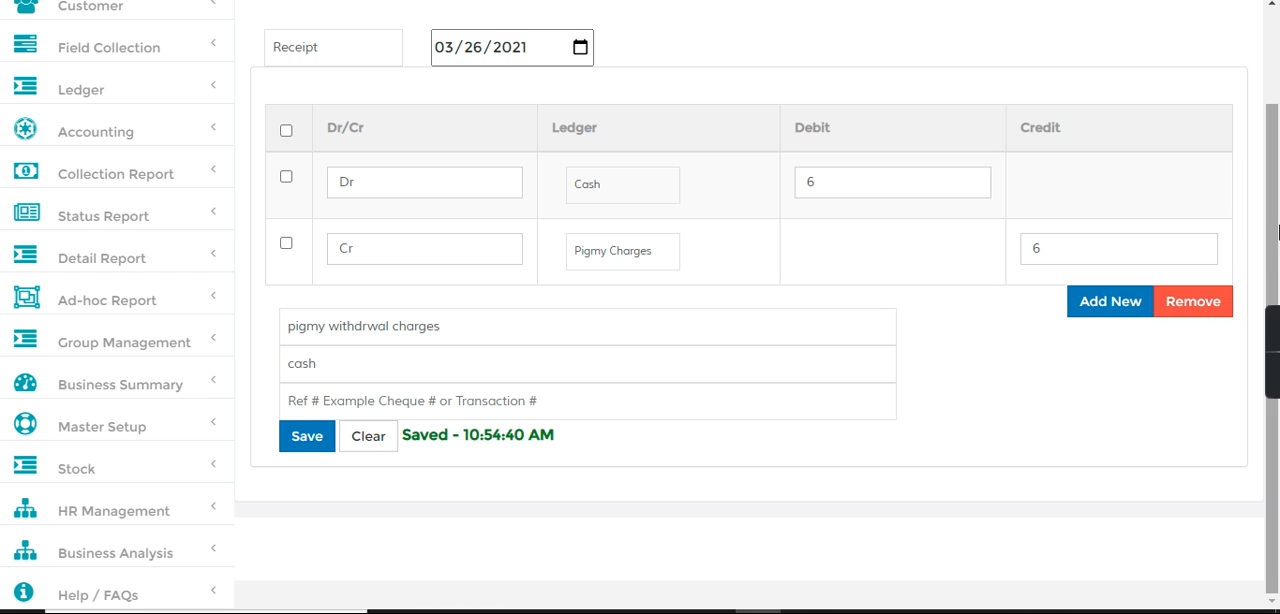 Customer
Field Collection
Ledger
Accounting
Collection Report
Status Report
Detail Report
Ad-hoc Report
Group Management
Business Summary
Master Setup
Stock
HR Management
Business Analysis
Help / FAQs
Receipt 03/26/2021
Dr/Cr Ledger Debit Credit
Dr Cash 6
Cr Pigmy Charges 6
Add New Remove
pigmy withdrwal charges
cash
Ref # Example Cheque # or Transaction #
Save Clear Saved - 10:54:40 AM